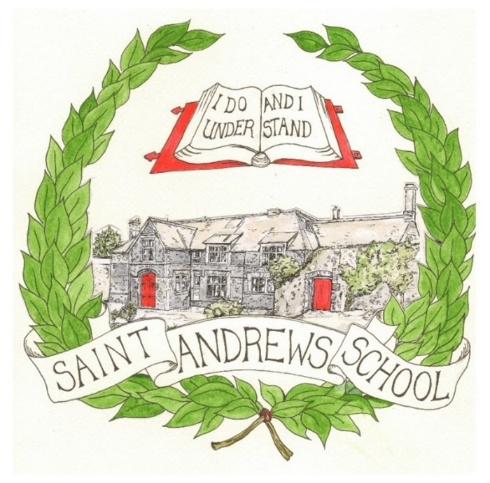 I DO AND I
UNDER STAND
SAINT ANDREWS SCHOOL